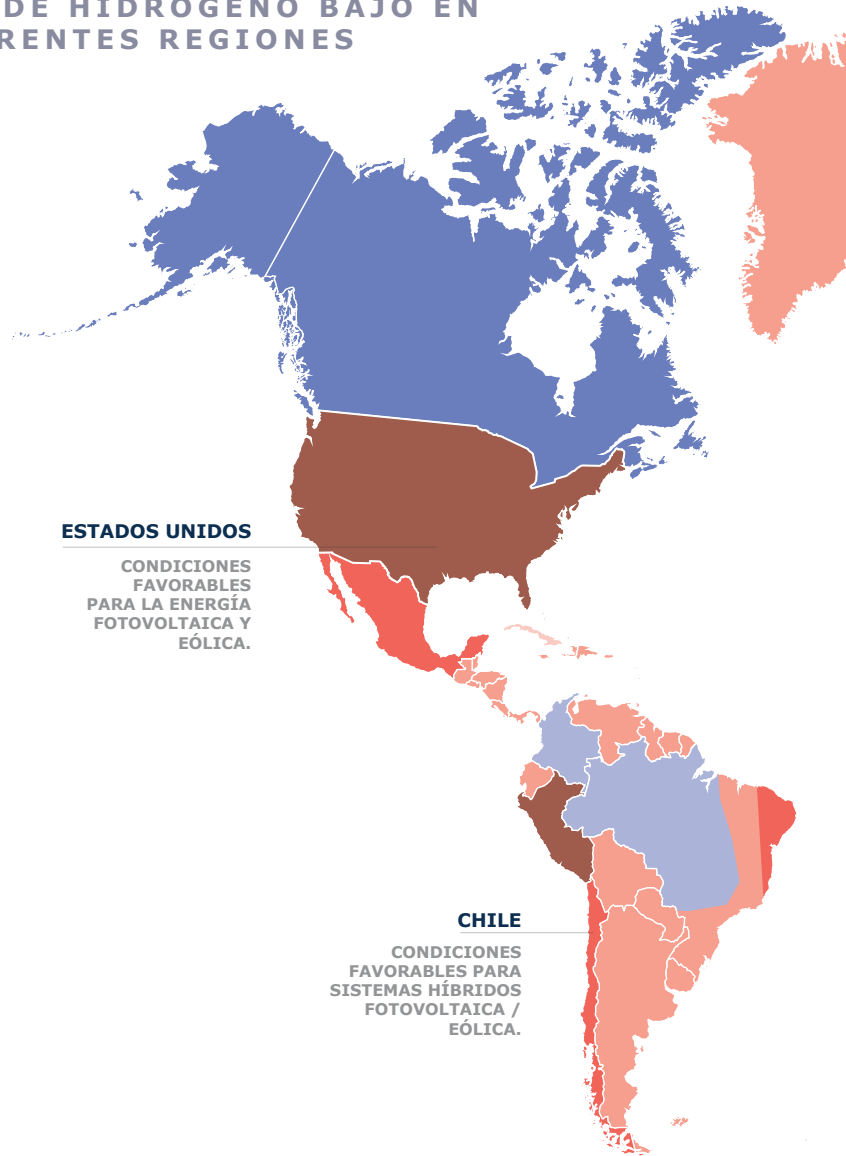 DE HIDRÓGENO BAJO EN
RENTES REGIONES
ESTADOS UNIDOS
CONDICIONES
FAVORABLES
PARA LA ENERGÍA
FOTOVOLTAICA Y
EÓLICA.
CHILE
CONDICIONES
FAVORABLES PARA
SISTEMAS HÍBRIDOS
FOTOVOLTAICA /
EÓLICA.